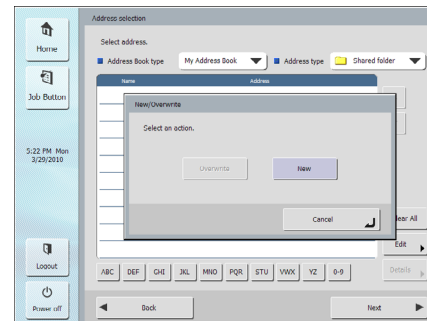 Address selection
Home
Select address.
Address Book type
My Address Book
Address type
Shared folder
Name
Address
Job Button
New/Overwrite
Select an action.
Overwrite
New
5:22 PM Mon
3/29/2010
Cancel
Clear All
Edit
Details
Logout
ABC
DEF
GHI
JKL
MNO
PQR
STU
VWX
YZ
0-9
Power off
Back
Next